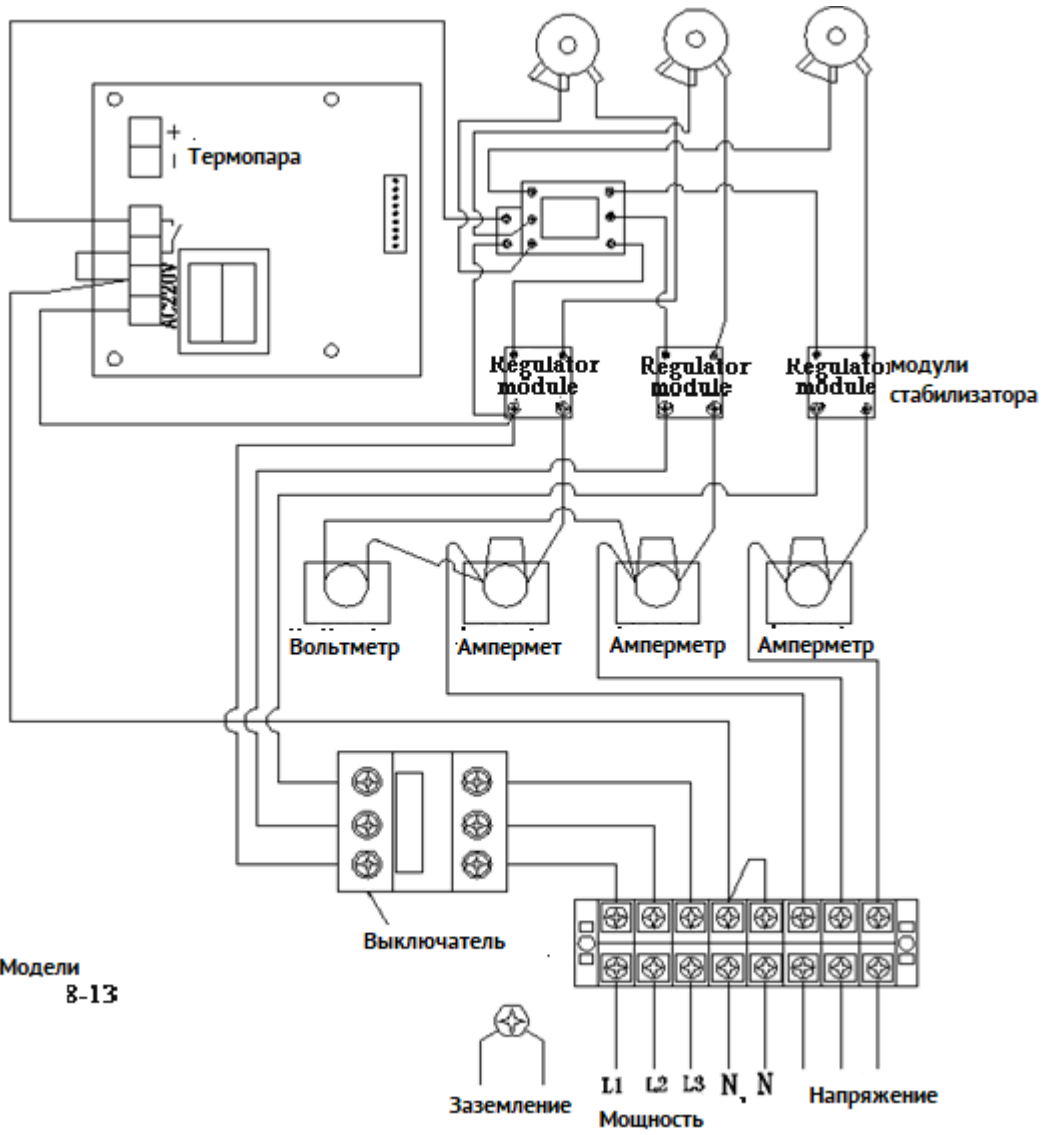 +
−
Термопара
AC220V
Regulator
module
Regulator
module
Regulator
module
модули
стабилизатора
Вольтметр
Ампермет
Амперметр
Амперметр
Выключатель
Модели
8-13
Заземление
L1 L2 L3 N, N
Мощность
Напряжение